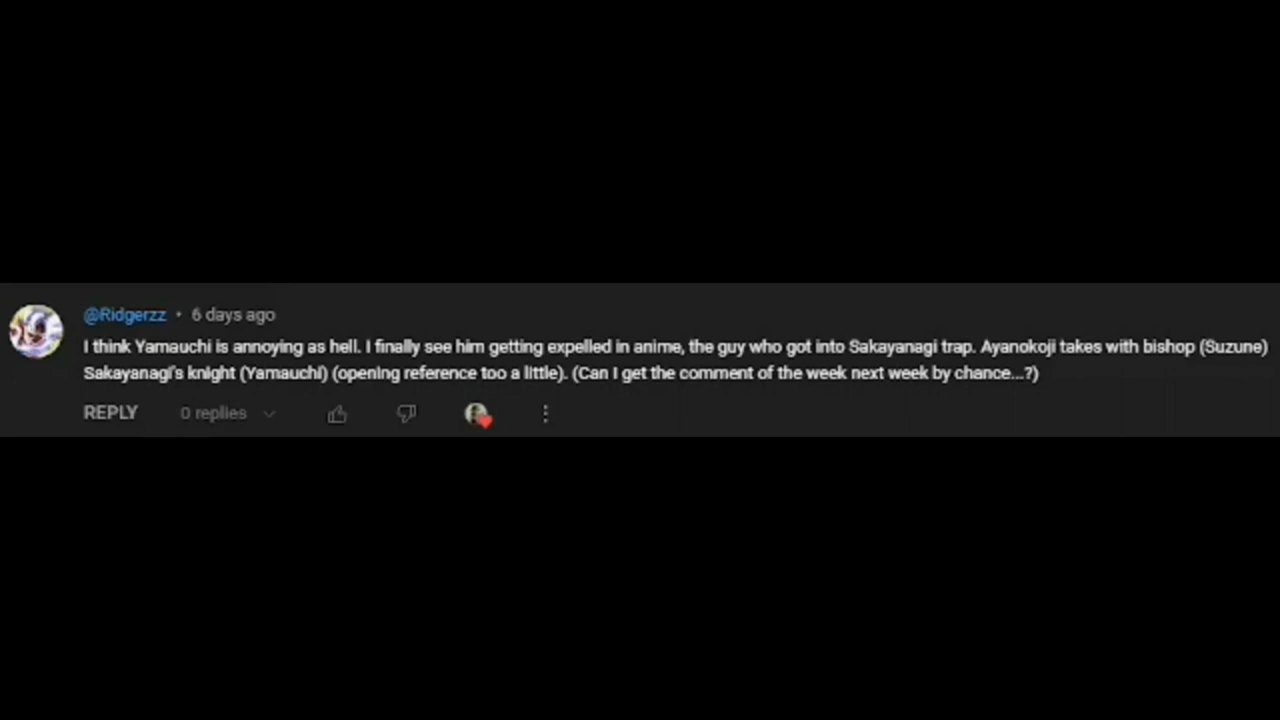 @Ridgerzz • 6 days ago
I think Yamauchi is annoying as hell. I finally see him getting expelled in anime, the guy who got into Sakayanagi trap. Ayanokoji takes with bishop (Suzune)
Sakayanagi's knight (Yamauchi) (opening reference too a little). (Can I get the comment of the week next week by chance...?)
REPLY 0 replies